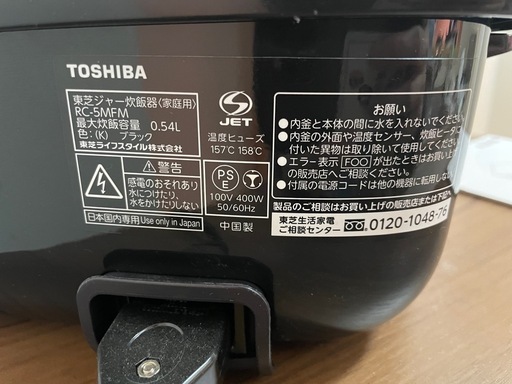 TOSHIBA
東芝ジャー炊飯器〈家庭用〉
RC-5MFM
最大炊飯容量 0.54L
色:(K) ブラック
東芝ライフスタイル株式会社
警告
感電のおそれあり
水につけたり、
水をかけたりしない
日本国内専用 Use only in Japan
S JET
温度ヒューズ
157℃ 158℃
PSE
100V 400W
50/60Hz
中国製
お願い
●内釜と本体の間に水を入れないでください。
●内釜の外面や温度センサー、炊飯ヒータに
付いた異物は取り除いて使用してください。
●エラー表示「F00」が出たときはお買い上げ
の販売店へご相談ください。
●付属の電源コードは他の機器に転用しない
製品のご相談はお買い上げの販売店または下記へ
東芝生活家電
ご相談センター 0120-1048-76